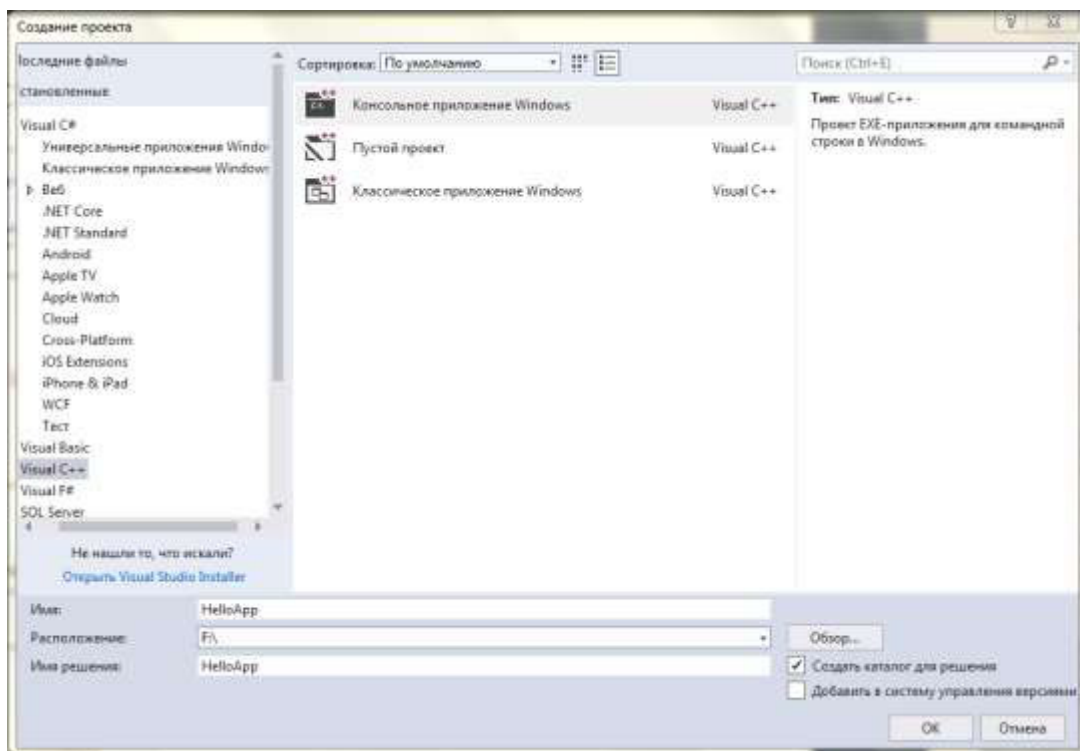 Создание проекта
Последние файлы
становленные
Сортировка: По умолчанию
Поиск (Ctrl+E)
Visual C#
Универсальные приложения Windo
Классическое приложение Window
Веб
.NET Core
.NET Standard
Android
Apple TV
Apple Watch
Cloud
Cross-Platform
iOS Extensions
iPhone & iPad
WCF
Тест
Visual Basic
Visual C++
Visual F#
SQL Server
Не нашли то, что искали?
Открыть Visual Studio Installer
Консольное приложение Windows Visual C++
Пустой проект Visual C++
Классическое приложение Windows Visual C++
Тип: Visual C++
Проект EXE-приложения для командной
строки в Windows.
Имя: HelloApp
Расположение: F:\
Обзор...
Имя решения: HelloApp
Создать каталог для решения
Добавить в систему управления версиями
OK Отмена